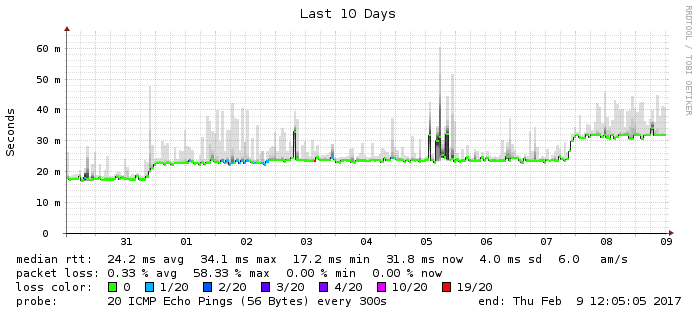 Last 10 Days
RRDTOOL / TOBI OETIKER
Seconds
60 m
50 m
40 m
30 m
20 m
10 m
0
31 01 02 03 04 05 06 07 08 09
median rtt: 24.2 ms avg 34.1 ms max 17.2 ms min 31.8 ms now 4.0 ms sd 6.0 am/s
packet loss: 0.33 % avg 58.33 % max 0.00 % min 0.00 % now
loss color: 0 1/20 2/20 3/20 4/20 10/20 19/20
probe: 20 ICMP Echo Pings (56 Bytes) every 300s end: Thu Feb 9 12:05:05 2017